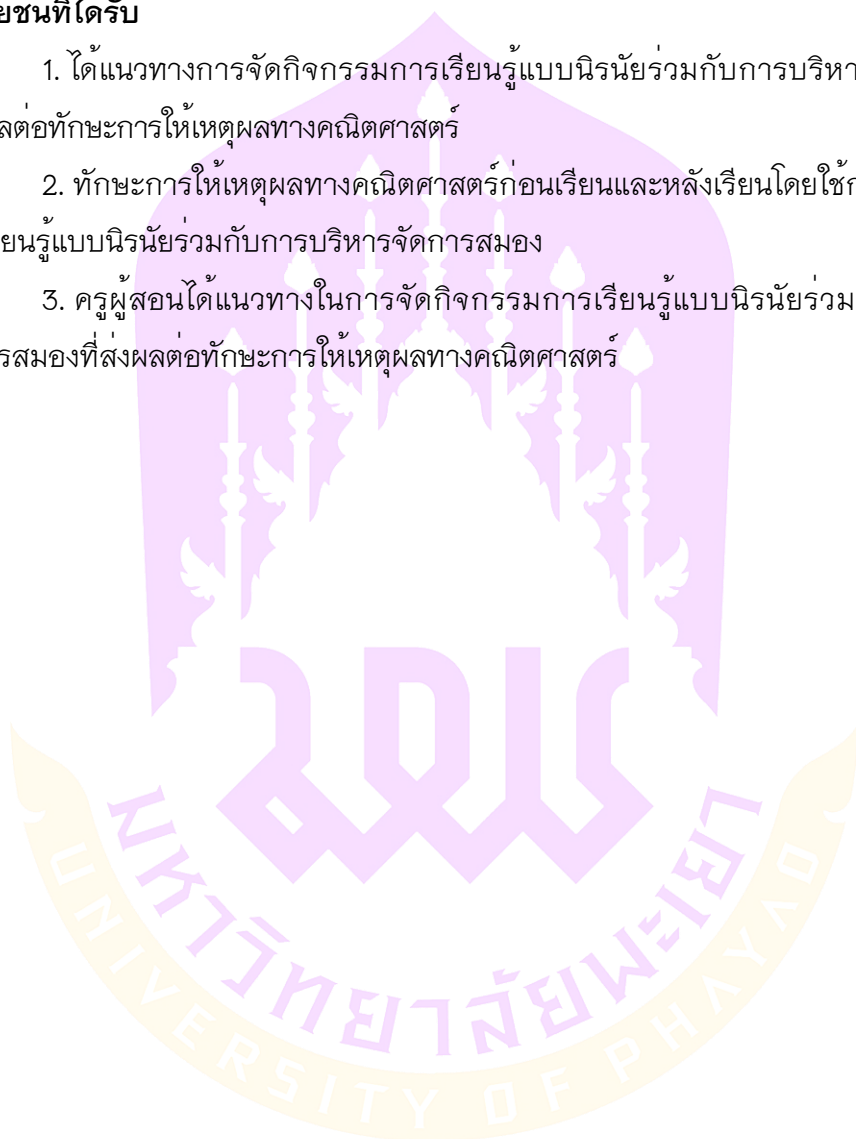 ยชนที่ได้รับ
1. ได้แนวทางการจัดกิจกรรมการเรียนรู้แบบนิรนัยร่วมกับการบริหา
ลต่อทักษะการให้เหตุผลทางคณิตศาสตร์
2. ทักษะการให้เหตุผลทางคณิตศาสตร์ก่อนเรียนและหลังเรียนโดยใช้ก
ยนรู้แบบนิรนัยร่วมกับการบริหารจัดการสมอง
3. ครูผู้สอนได้แนวทางในการจัดกิจกรรมการเรียนรู้แบบนิรนัยร่วม
รสมองที่ส่งผลต่อทักษะการให้เหตุผลทางคณิตศาสตร์
มหาวิทยาลัยพะเยา
UNIVERSITY OF PHAYAO